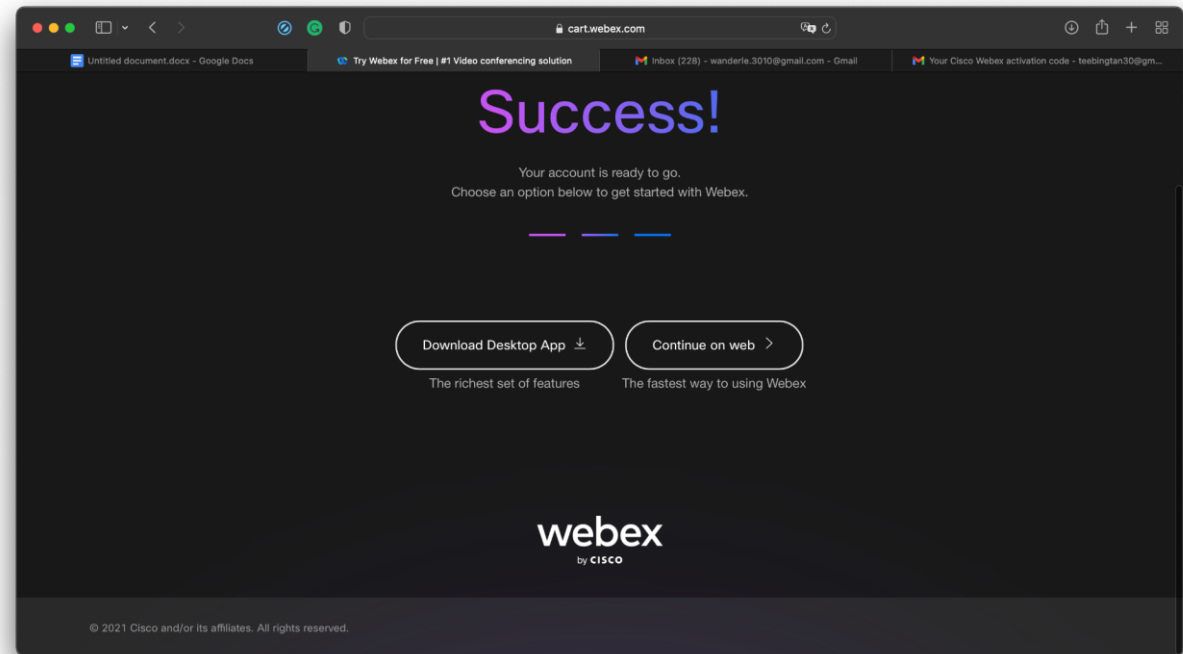 cart.webex.com
Untitled document.docx - Google Docs
Try Webex for Free | #1 Video conferencing solution
Inbox (228) - wanderle.3010@gmail.com - Gmail
Your Cisco Webex activation code - teebingtan30@gm...
Success!
Your account is ready to go.
Choose an option below to get started with Webex.
Download Desktop App
Continue on web
The richest set of features
The fastest way to using Webex
webex
by CISCO
© 2021 Cisco and/or its affiliates. All rights reserved.